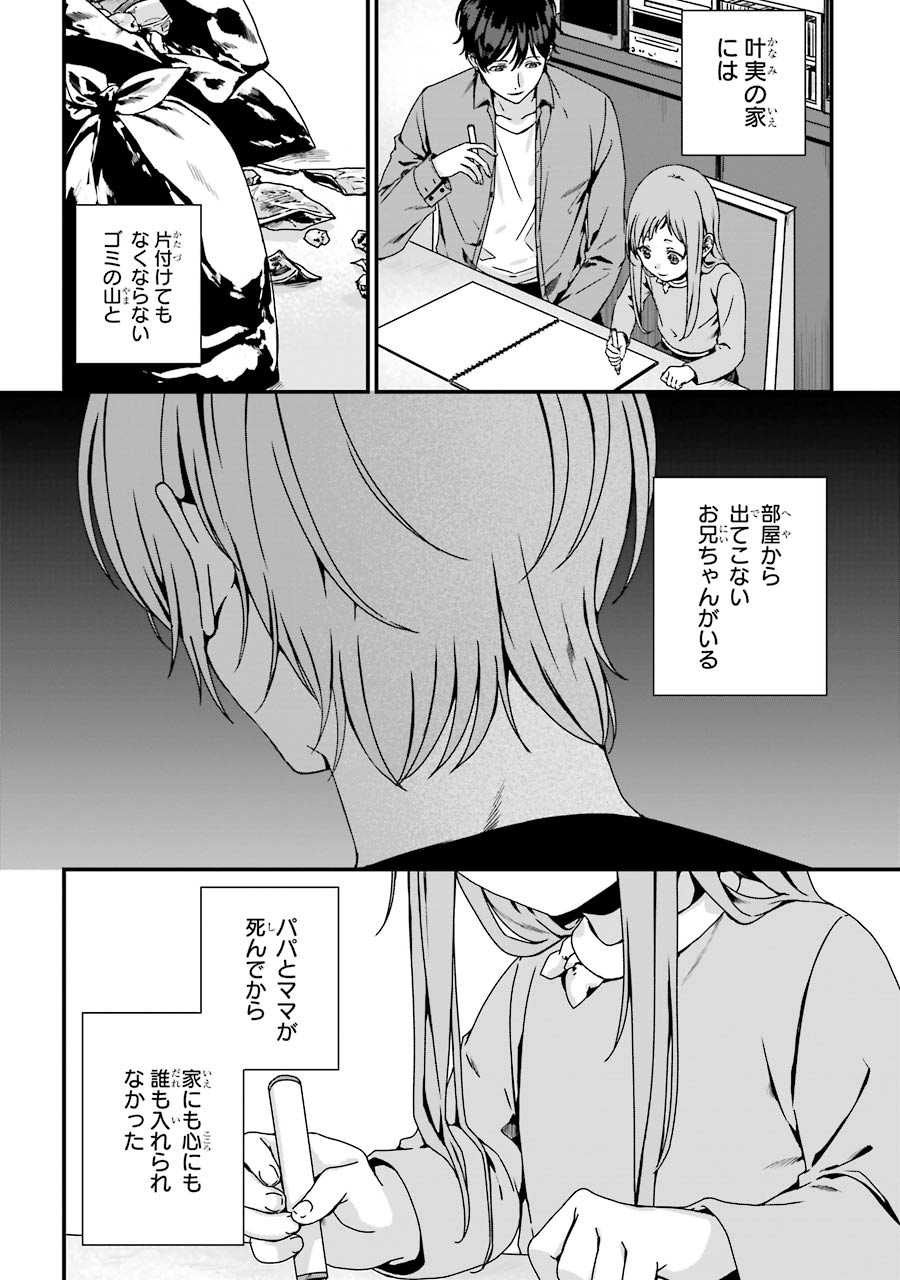 叶実の家
には
片付けても
なくならない
ゴミの山と
部屋から
出てこない
お兄ちゃんがいる
パパとママが
死んでから
家にも心にも
誰も入れられ
なかった